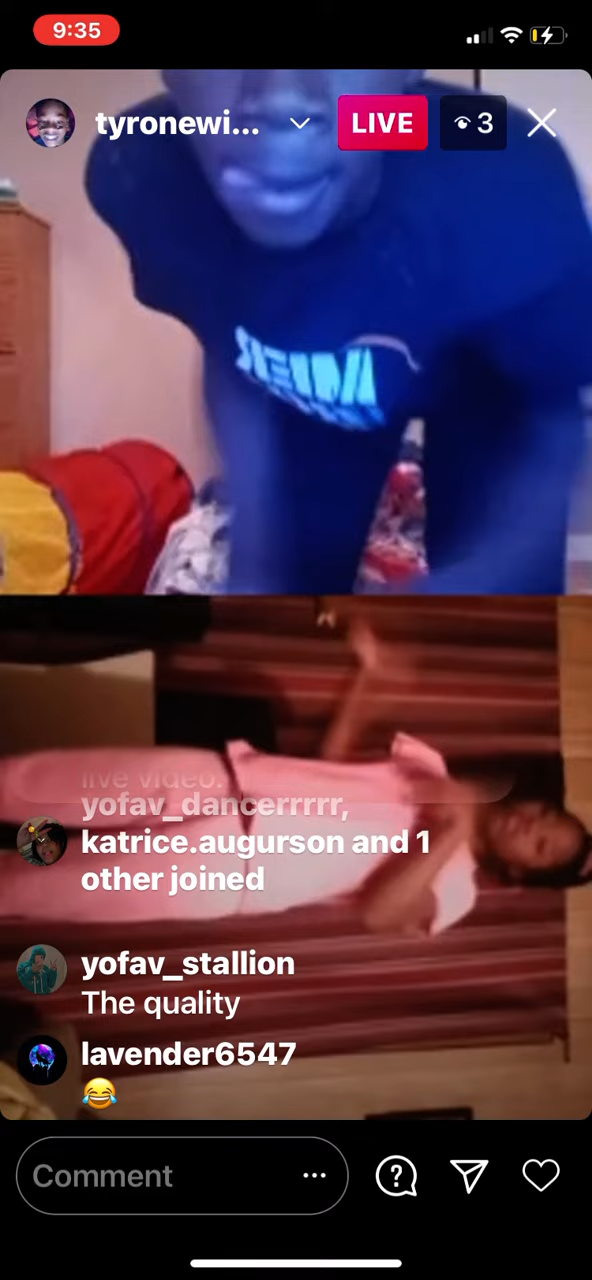 9:35
tyronewi...
LIVE
3
live video.
yofav_dancerrrrr,
katrice.augurson and 1
other joined
yofav_stallion
The quality
lavender6547
😂
Comment